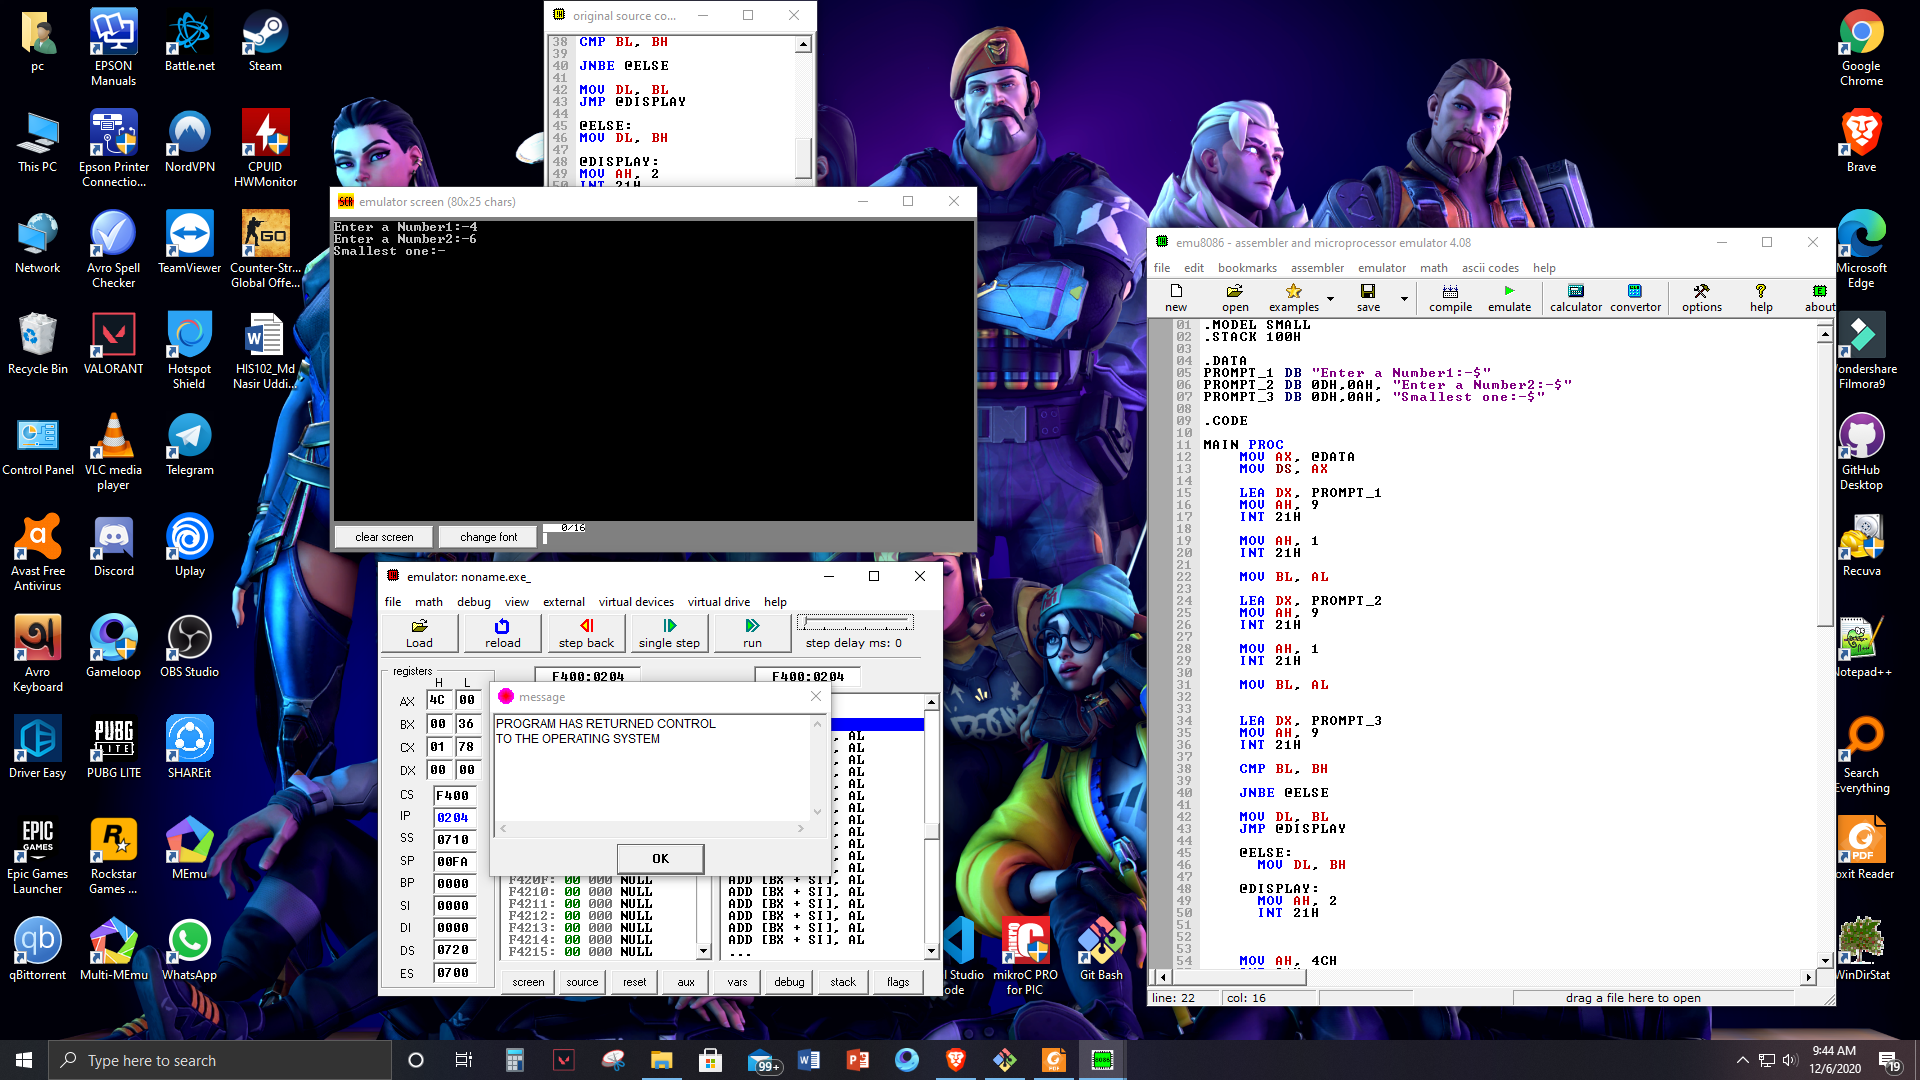 pc
EPSON Manuals
Battle.net
Steam
This PC
Epson Printer Connectio...
NordVPN
CPUID HWMonitor
Network
Avro Spell Checker
TeamViewer
Counter-Str... Global Offe...
Recycle Bin
VALORANT
Hotspot Shield
HIS102_Md Nasir Uddi...
Control Panel
VLC media player
Telegram
Avast Free Antivirus
Discord
Uplay
Avro Keyboard
Gameloop
OBS Studio
Driver Easy
PUBG LITE
SHAREit
Epic Games Launcher
Rockstar Games ...
MEmu
qBittorrent
Multi-MEmu
WhatsApp
original source co...
38 CMP BL, BH
39
40 JNBE @ELSE
41
42 MOV DL, BL
43 JMP @DISPLAY
44
45 @ELSE:
46 MOV DL, BH
47
48 @DISPLAY:
49 MOV AH, 2
50 INT 21H
emulator screen (80x25 chars)
Enter a Number1:-4
Enter a Number2:-6
Smallest one:-
clear screen
change font
0/16
emulator: noname.exe_
file math debug view external virtual devices virtual drive help
Load reload step back single step run step delay ms: 0
registers
F400:0204
F400:0204
H L
AX 4C 00
BX 00 36
CX 01 78
DX 00 00
CS F400
IP 0204
SS 0710
SP 00FA
BP 0000
SI 0000
DI 0000
DS 0720
ES 0700
message
PROGRAM HAS RETURNED CONTROL
TO THE OPERATING SYSTEM
OK
, AL
, AL
, AL
, AL
, AL
, AL
, AL
, AL
, AL
, AL
, AL
, AL
F420F: 00 000 NULL
F4210: 00 000 NULL
F4211: 00 000 NULL
F4212: 00 000 NULL
F4213: 00 000 NULL
F4214: 00 000 NULL
F4215: 00 000 NULL
ADD [BX + SI], AL
ADD [BX + SI], AL
ADD [BX + SI], AL
ADD [BX + SI], AL
ADD [BX + SI], AL
ADD [BX + SI], AL
...
screen source reset aux vars debug stack flags
l Studio ode
mikroC PRO for PIC
Git Bash
emu8086 - assembler and microprocessor emulator 4.08
file edit bookmarks assembler emulator math ascii codes help
new open examples save compile emulate calculator convertor options help about
01 .MODEL SMALL
02 .STACK 100H
03
04 .DATA
05 PROMPT_1 DB "Enter a Number1:-$"
06 PROMPT_2 DB 0DH,0AH, "Enter a Number2:-$"
07 PROMPT_3 DB 0DH,0AH, "Smallest one:-$"
08
09 .CODE
10
11 MAIN PROC
12 MOV AX, @DATA
13 MOV DS, AX
14
15 LEA DX, PROMPT_1
16 MOV AH, 9
17 INT 21H
18
19 MOV AH, 1
20 INT 21H
21
22 MOV BL, AL
23
24 LEA DX, PROMPT_2
25 MOV AH, 9
26 INT 21H
27
28 MOV AH, 1
29 INT 21H
30
31 MOV BL, AL
32
33
34 LEA DX, PROMPT_3
35 MOV AH, 9
36 INT 21H
37
38 CMP BL, BH
39
40 JNBE @ELSE
41
42 MOV DL, BL
43 JMP @DISPLAY
44
45 @ELSE:
46 MOV DL, BH
47
48 @DISPLAY:
49 MOV AH, 2
50 INT 21H
51
52
53
54 MOV AH, 4CH
line: 22
col: 16
drag a file here to open
Google Chrome
Brave
Microsoft Edge
Wondershare Filmora9
GitHub Desktop
Recuva
Notepad++
Search Everything
oxit Reader
WinDirStat
Type here to search
99+
9:44 AM
12/6/2020
19